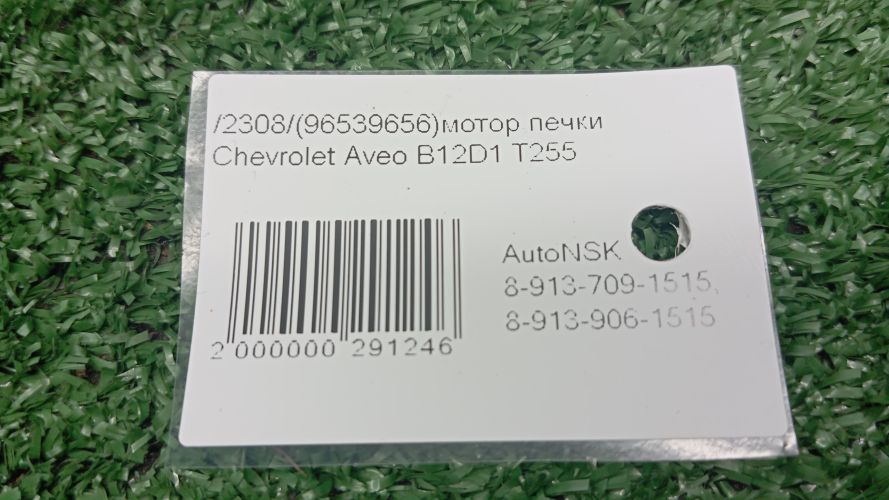 /2308/(96539656)мотор печки
Chevrolet Aveo B12D1 T255
AutoNSK
8-913-709-1515,
8-913-906-1515
2 000000 291246